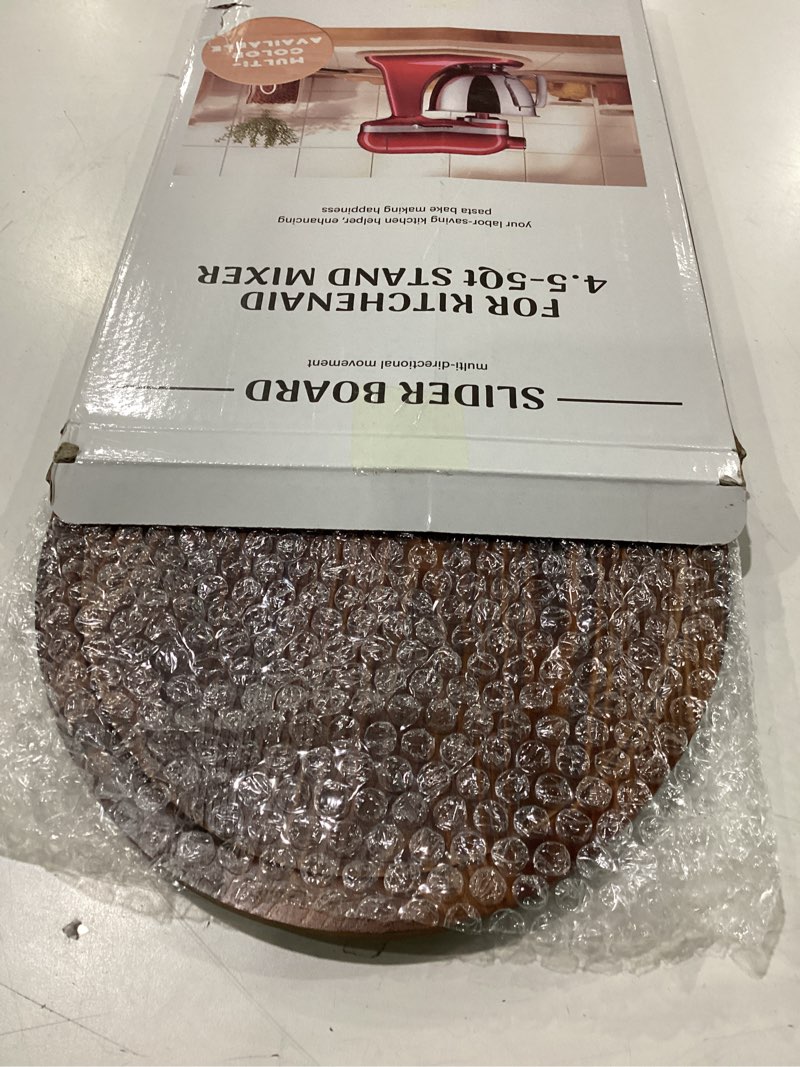 SLIDER BOARD
multi-directional movement
FOR KITCHENAID
4.5-5Qt STAND MIXER
your labor-saving kitchen helper, enhancing
pasta bake making happiness
MULTI-
COLOR
AVAILABLE